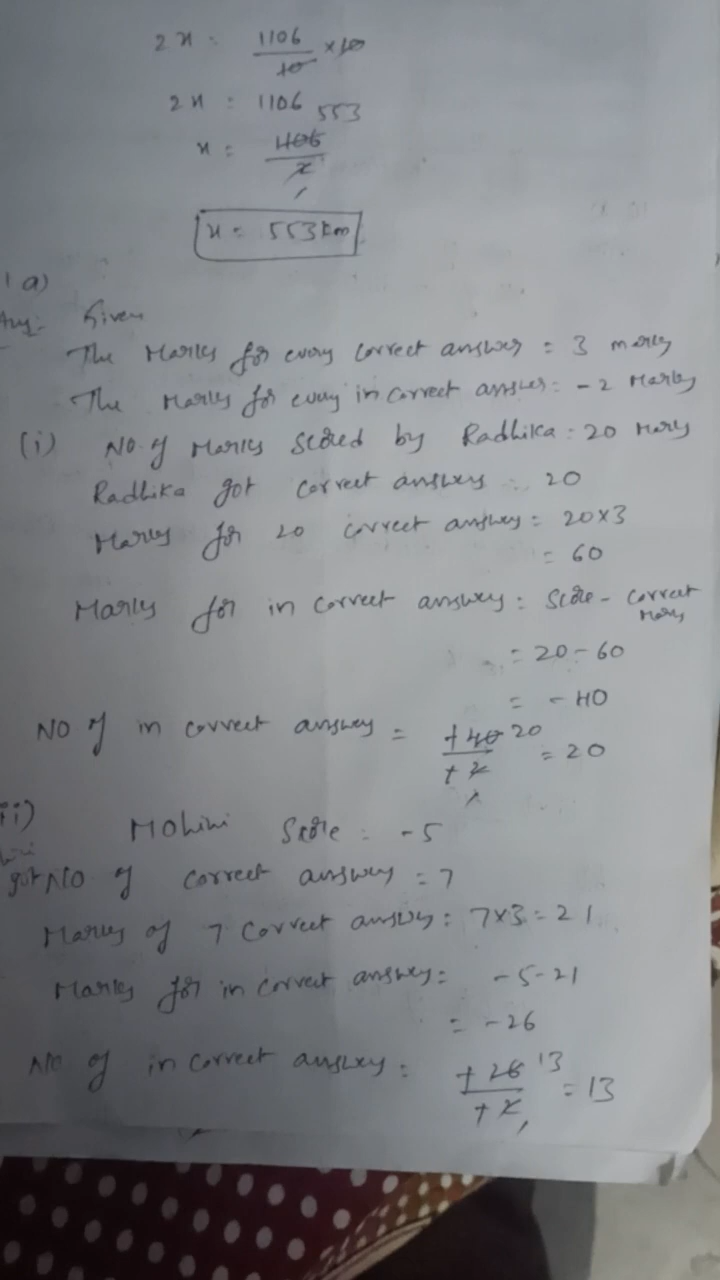 2x = 1106/10 × 10
2x = 1106
x = 1106/2 553
x = 553 km
1 a)
Ans:- Given
The Marks for every correct answer = 3 marks
The Marks for every in correct answer = -2 Marks
(i) No. of Marks scored by Radhika = 20 Marks
Radhika got correct answers = 20
Marks for 20 correct answers = 20×3
= 60
Marks for in correct answers = Score - correct Marks
= 20-60
= -40
NO of in correct answers = +40/+2 20 = 20
ii) Mohini Score = -5
got No of correct answers = 7
Marks of 7 correct answers = 7×3 = 21
Marks for in correct answers = -5-21
= -26
No of in correct answers = +26/+2 13 = 13